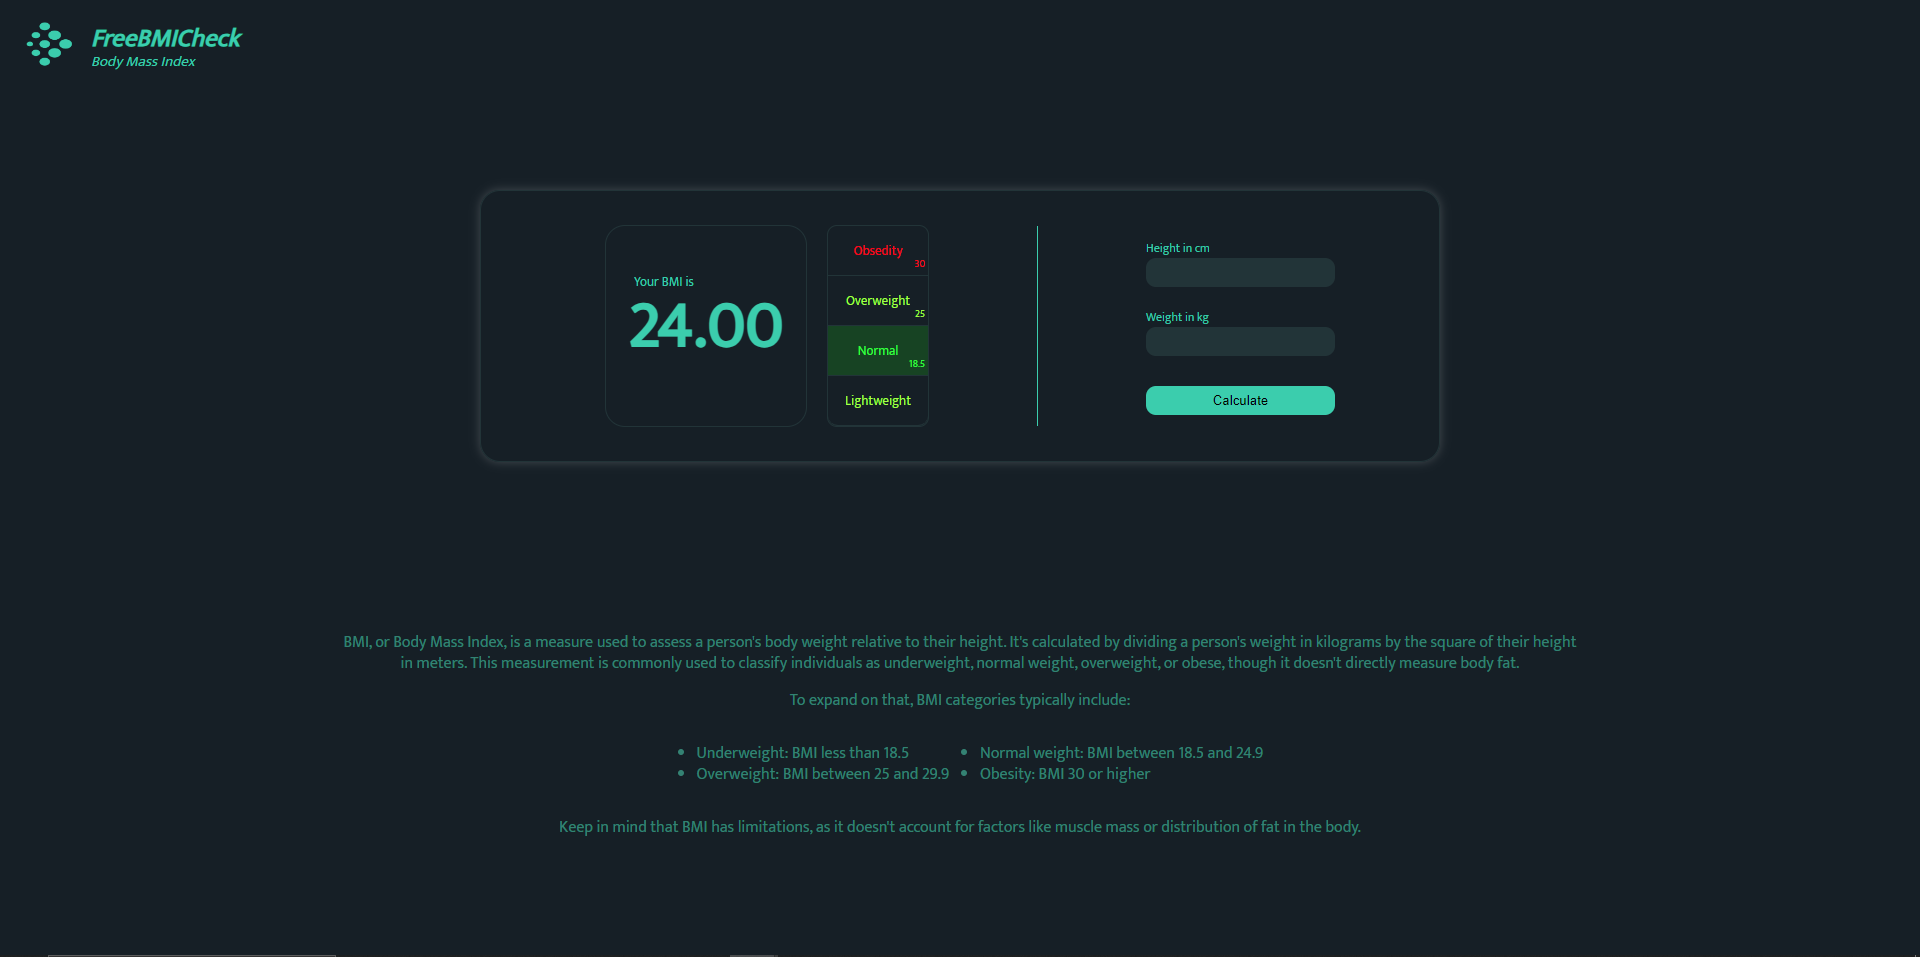 FreeBMICheck
Body Mass Index
Your BMI is
24.00
Obsedity
30
Overweight
25
Normal
18.5
Lightweight
Height in cm
Weight in kg
Calculate
BMI, or Body Mass Index, is a measure used to assess a person's body weight relative to their height. It's calculated by dividing a person's weight in kilograms by the square of their height
in meters. This measurement is commonly used to classify individuals as underweight, normal weight, overweight, or obese, though it doesn't directly measure body fat.
To expand on that, BMI categories typically include:
• Underweight: BMI less than 18.5
• Normal weight: BMI between 18.5 and 24.9
• Overweight: BMI between 25 and 29.9
• Obesity: BMI 30 or higher
Keep in mind that BMI has limitations, as it doesn't account for factors like muscle mass or distribution of fat in the body.